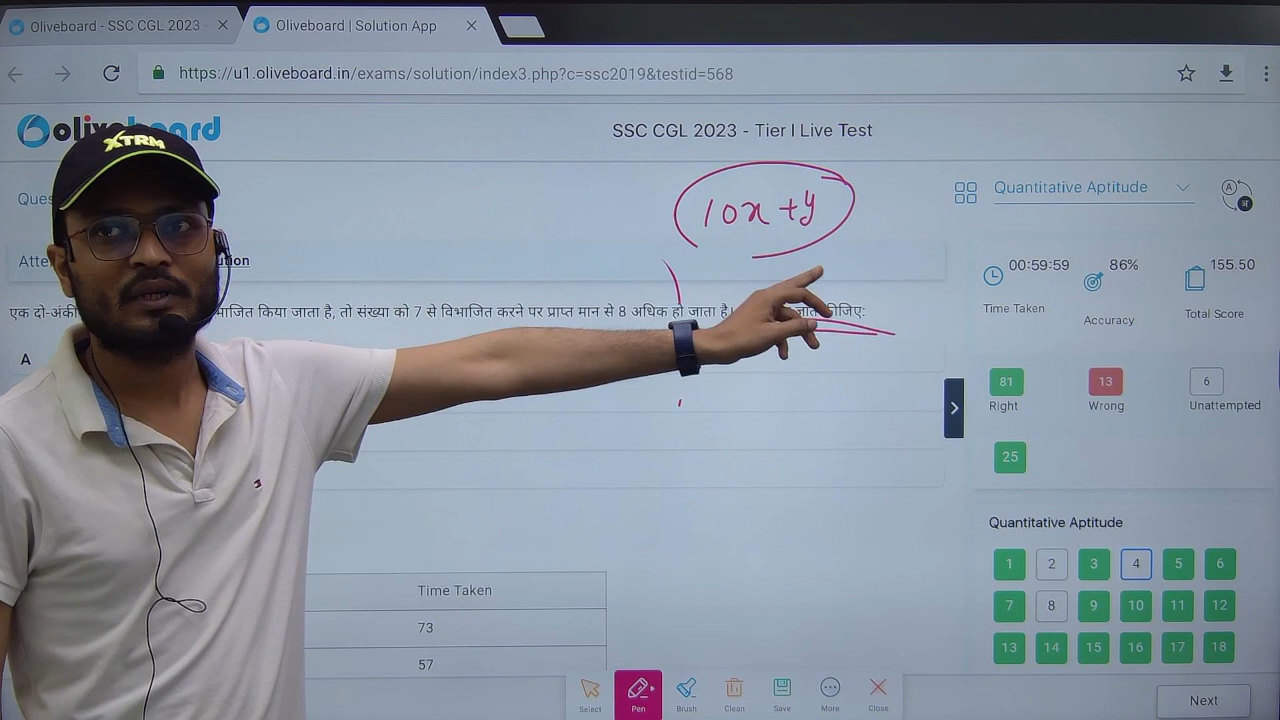 Oliveboard - SSC CGL 2023
Oliveboard | Solution App
https://u1.oliveboard.in/exams/solution/index3.php?c=ssc2019&testid=568
oliveboard
SSC CGL 2023 - Tier I Live Test
XTRM
10x+y
Quantitative Aptitude
A
अ
00:59:59
86%
155.50
Time Taken
Accuracy
Total Score
किया जाता है, तो संख्या को 7 से विभाजित करने पर प्राप्त मान से 8 अधिक हो जाता है।
A
81
13
6
Right
Wrong
Unattempted
25
Quantitative Aptitude
1 2 3 4 5 6
7 8 9 10 11 12
13 14 15 16 17 18
Time Taken
73
57
Select
Pen
Brush
Clean
Save
More
Close
Next